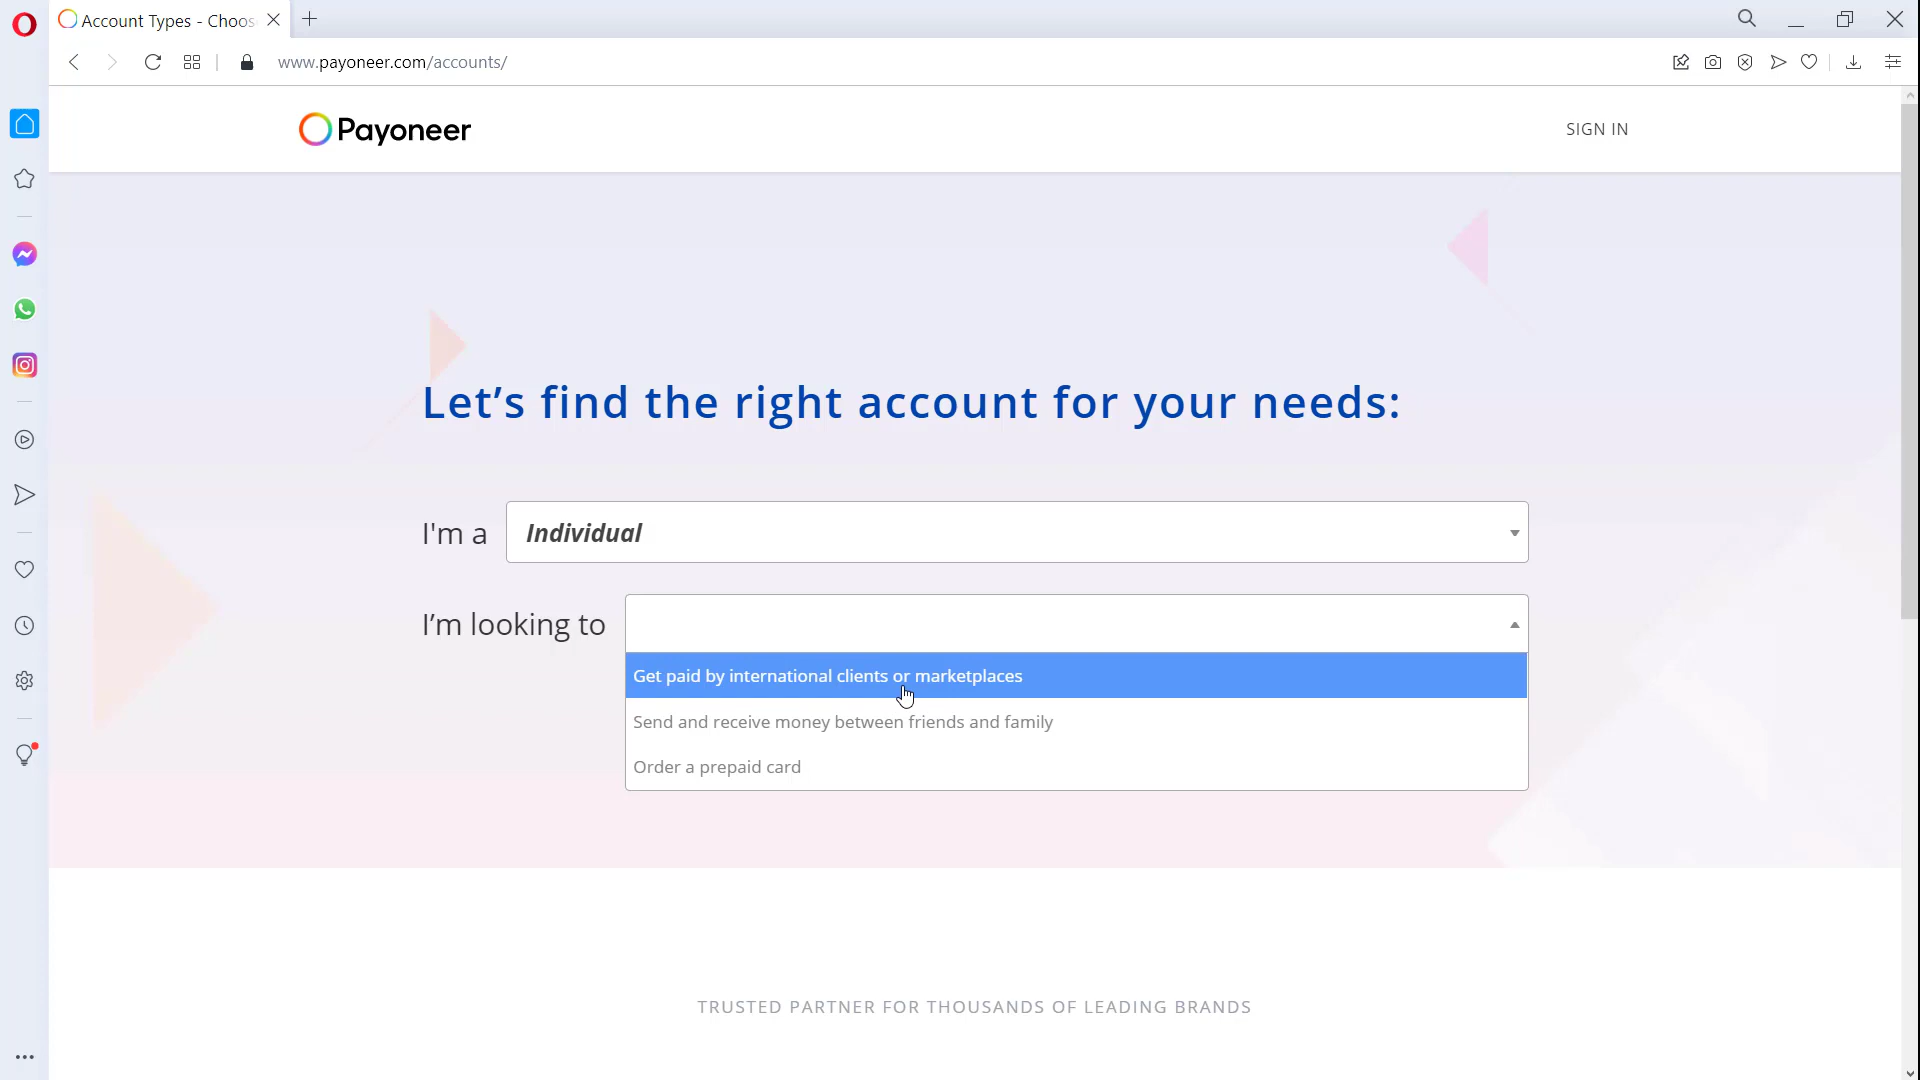 Account Types - Choos
www.payoneer.com/accounts/
Payoneer
SIGN IN
Let’s find the right account for your needs:
I'm a
Individual
I’m looking to
Get paid by international clients or marketplaces
Send and receive money between friends and family
Order a prepaid card
TRUSTED PARTNER FOR THOUSANDS OF LEADING BRANDS